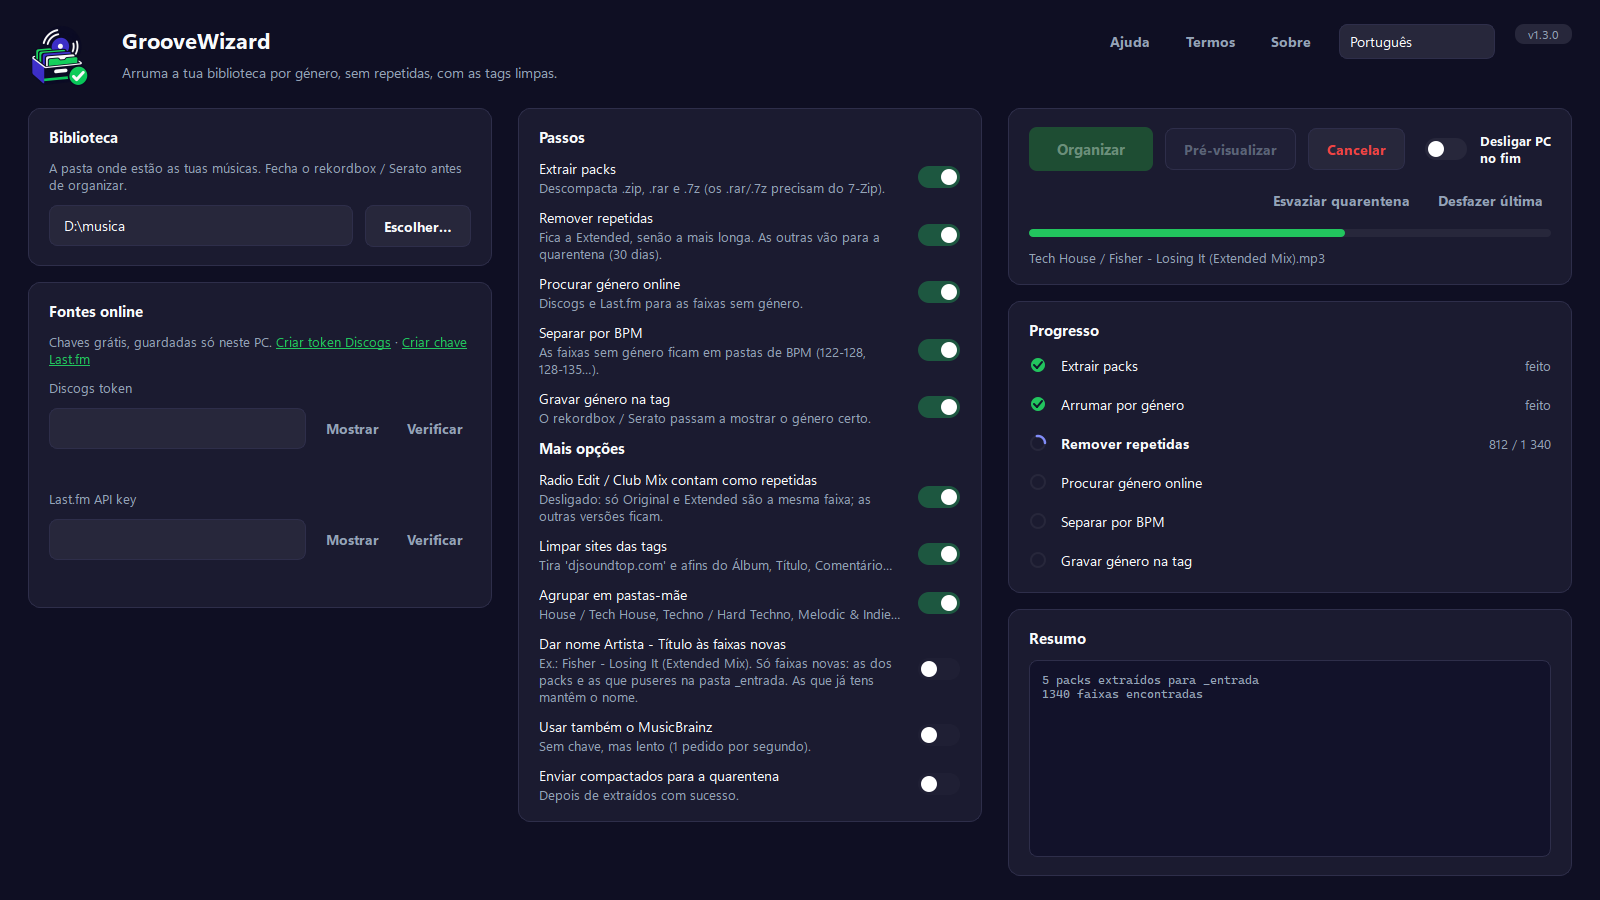 GrooveWizard
Arruma a tua biblioteca por género, sem repetidas, com as tags limpas.
Ajuda
Termos
Sobre
Português
v1.3.0
Biblioteca
A pasta onde estão as tuas músicas. Fecha o rekordbox / Serato antes
de organizar.
D:\musica
Escolher...
Fontes online
Chaves grátis, guardadas só neste PC. Criar token Discogs · Criar chave
Last.fm
Discogs token
Mostrar
Verificar
Last.fm API key
Mostrar
Verificar
Passos
Extrair packs
Descompacta .zip, .rar e .7z (os .rar/.7z precisam do 7-Zip).
Remover repetidas
Fica a Extended, senão a mais longa. As outras vão para a
quarentena (30 dias).
Procurar género online
Discogs e Last.fm para as faixas sem género.
Separar por BPM
As faixas sem género ficam em pastas de BPM (122-128,
128-135...).
Gravar género na tag
O rekordbox / Serato passam a mostrar o género certo.
Mais opções
Radio Edit / Club Mix contam como repetidas
Desligado: só Original e Extended são a mesma faixa; as
outras versões ficam.
Limpar sites das tags
Tira 'djsoundtop.com' e afins do Álbum, Título, Comentário...
Agrupar em pastas-mãe
House / Tech House, Techno / Hard Techno, Melodic & Indie...
Dar nome Artista - Título às faixas novas
Ex.: Fisher - Losing It (Extended Mix). Só faixas novas: as dos
packs e as que puseres na pasta _entrada. As que já tens
mantêm o nome.
Usar também o MusicBrainz
Sem chave, mas lento (1 pedido por segundo).
Enviar compactados para a quarentena
Depois de extraídos com sucesso.
Organizar
Pré-visualizar
Cancelar
Desligar PC
no fim
Esvaziar quarentena
Desfazer última
Tech House / Fisher - Losing It (Extended Mix).mp3
Progresso
Extrair packs
feito
Arrumar por género
feito
Remover repetidas
812 / 1 340
Procurar género online
Separar por BPM
Gravar género na tag
Resumo
5 packs extraídos para _entrada
1340 faixas encontradas